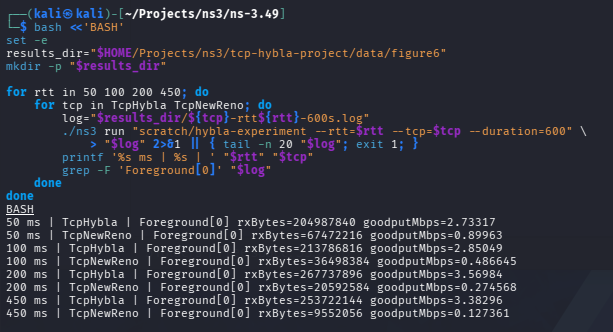 ┌──(kali㉿kali)-[~/Projects/ns3/ns-3.49]
└─$ bash <<'BASH'
set -e
results_dir="$HOME/Projects/ns3/tcp-hybla-project/data/figure6"
mkdir -p "$results_dir"

for rtt in 50 100 200 450; do
    for tcp in TcpHybla TcpNewReno; do
        log="$results_dir/${tcp}-rtt${rtt}-600s.log"
        ./ns3 run "scratch/hybla-experiment --rtt=$rtt --tcp=$tcp --duration=600" \
            > "$log" 2>&1 || { tail -n 20 "$log"; exit 1; }
        printf '%s ms | %s | ' "$rtt" "$tcp"
        grep -F 'Foreground[0]' "$log"
    done
done
BASH
50 ms | TcpHybla | Foreground[0] rxBytes=204987840 goodputMbps=2.73317
50 ms | TcpNewReno | Foreground[0] rxBytes=67472216 goodputMbps=0.89963
100 ms | TcpHybla | Foreground[0] rxBytes=213786816 goodputMbps=2.85049
100 ms | TcpNewReno | Foreground[0] rxBytes=36498384 goodputMbps=0.486645
200 ms | TcpHybla | Foreground[0] rxBytes=267737896 goodputMbps=3.56984
200 ms | TcpNewReno | Foreground[0] rxBytes=20592584 goodputMbps=0.274568
450 ms | TcpHybla | Foreground[0] rxBytes=253722144 goodputMbps=3.38296
450 ms | TcpNewReno | Foreground[0] rxBytes=9552056 goodputMbps=0.127361